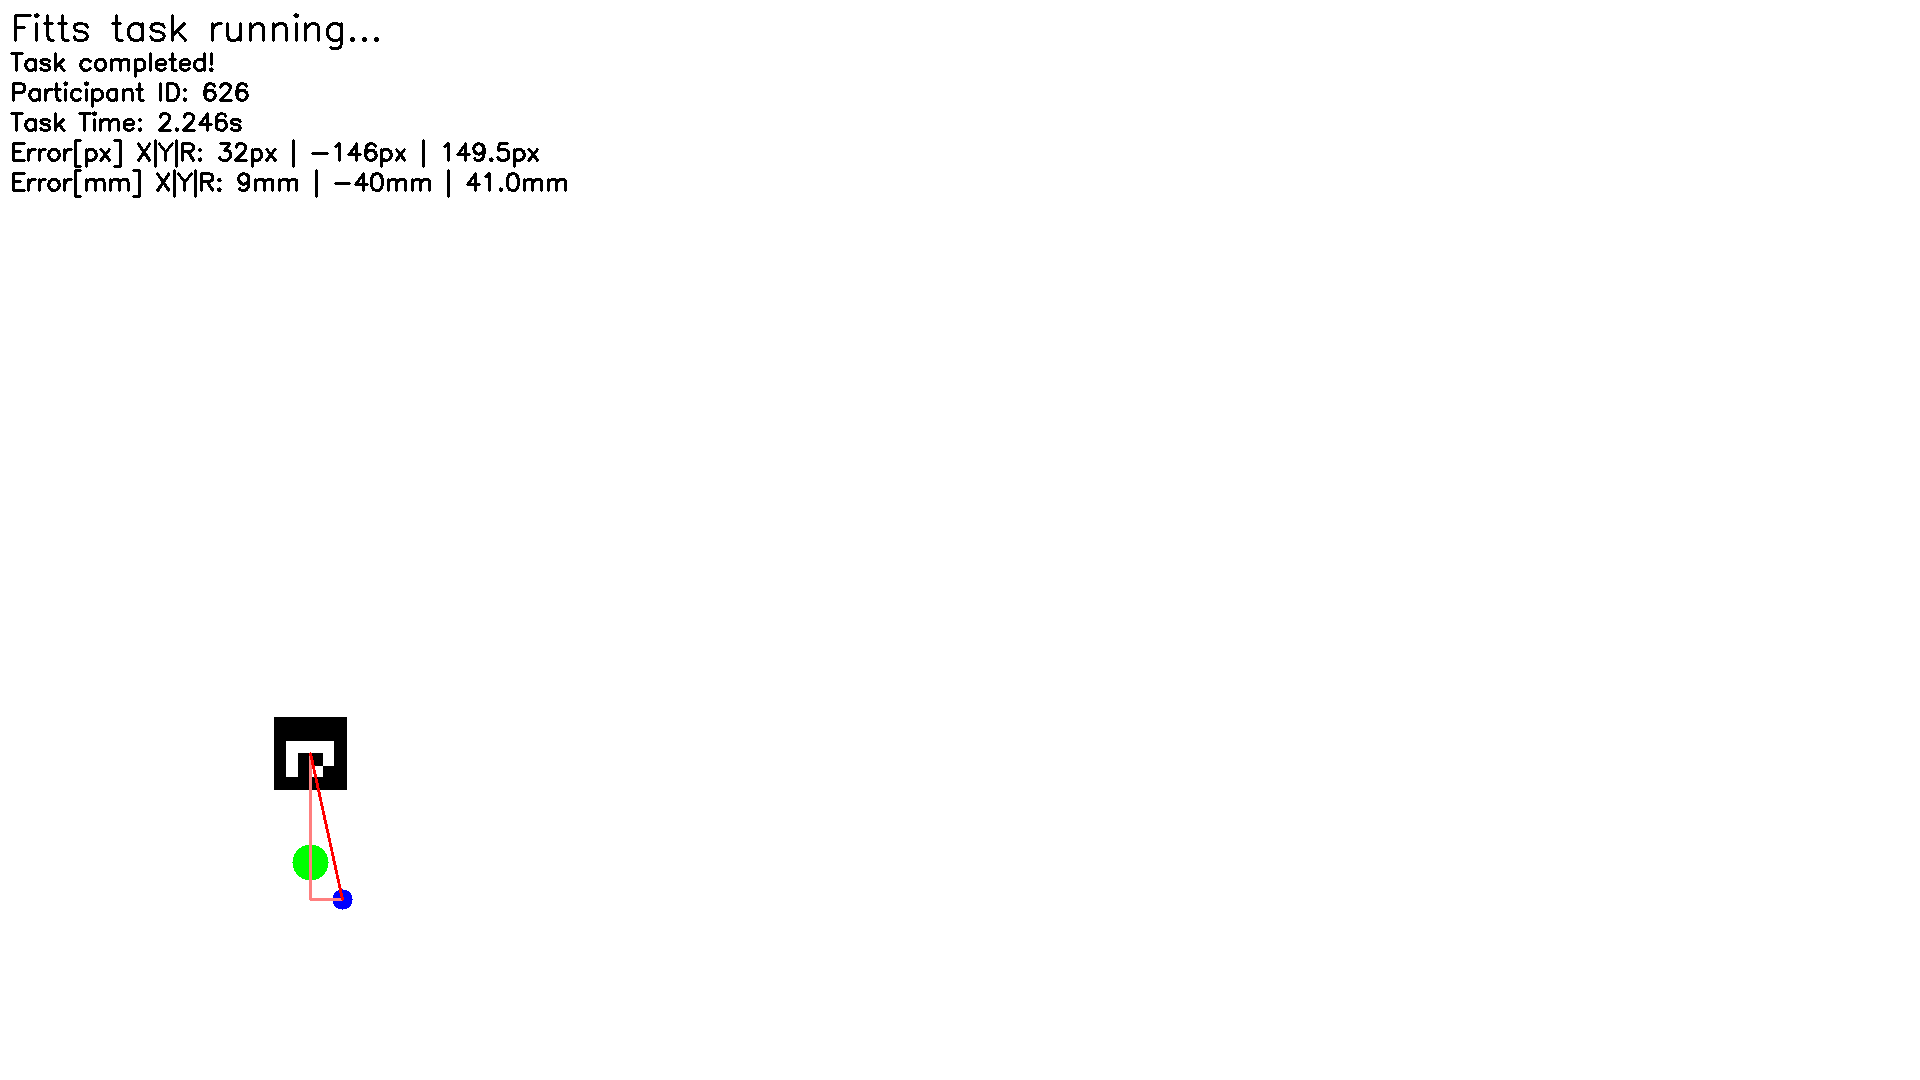 Fitts task running...
Task completed!
Participant ID: 626
Task Time: 2.246s
Error[px] X|Y|R: 32px | -146px | 149.5px
Error[mm] X|Y|R: 9mm | -40mm | 41.0mm